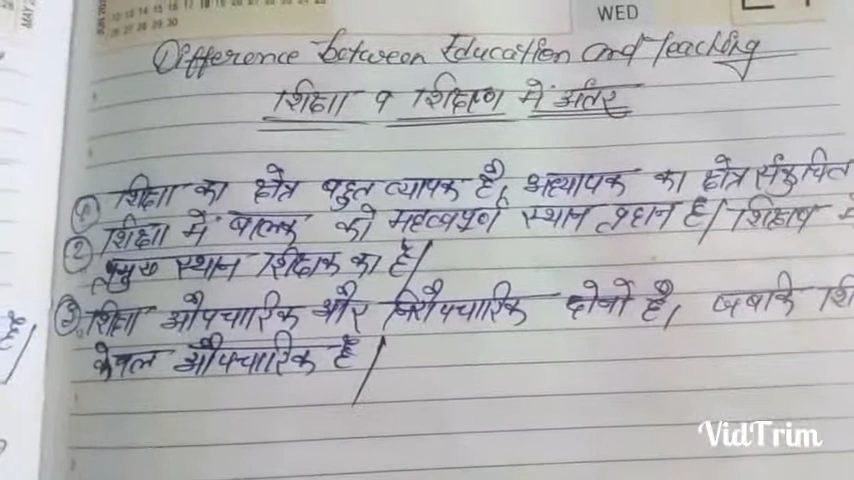 WED
Difference between Education and Teaching
शिक्षा व शिक्षण में अंतर
① शिक्षा का क्षेत्र बहुत व्यापक है, अध्यापक का क्षेत्र संकुचित
② शिक्षा में बालक को महत्वपूर्ण स्थान प्रदान है। शिक्षण में
प्रमुख स्थान शिक्षक का है।
③ शिक्षा औपचारिक और निरौपचारिक दोनों है, जबकि शि
केवल औपचारिक है।
VidTrim